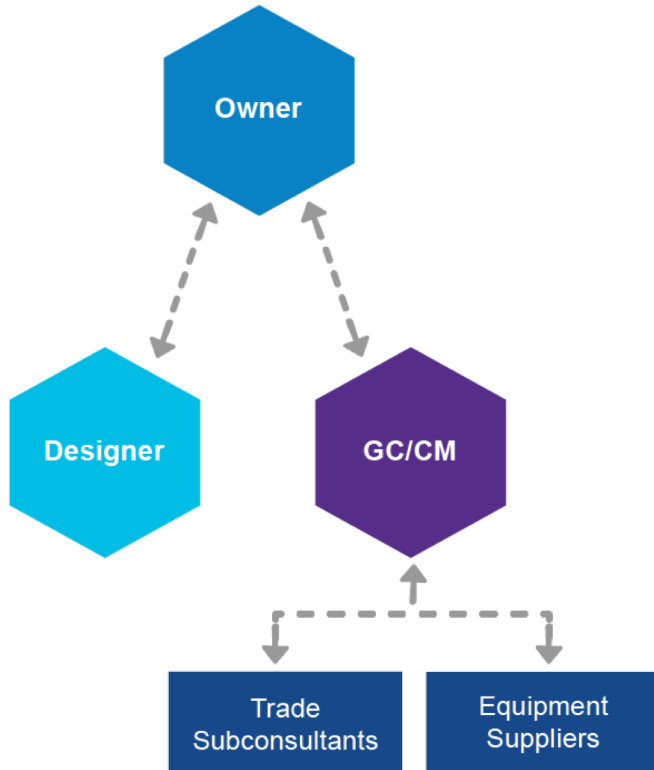 Owner
Designer
GC/CM
Trade
Subconsultants
Equipment
Suppliers